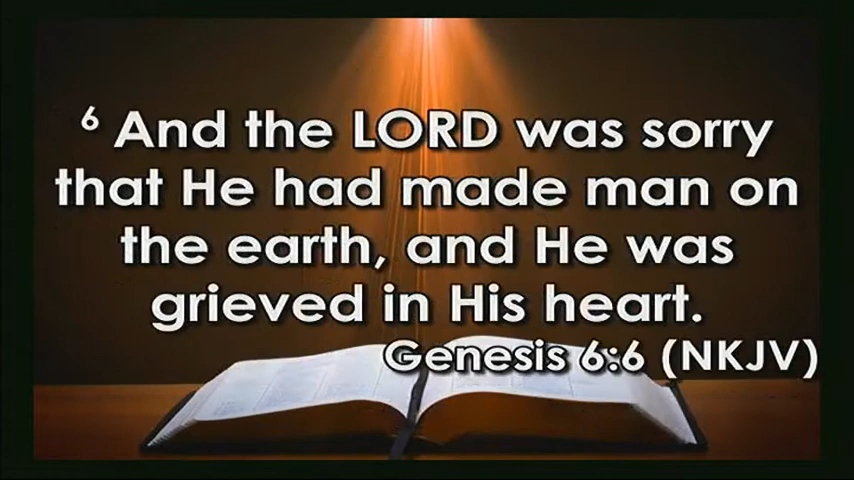 6 And the LORD was sorry
that He had made man on
the earth, and He was
grieved in His heart.
Genesis 6:6 (NKJV)